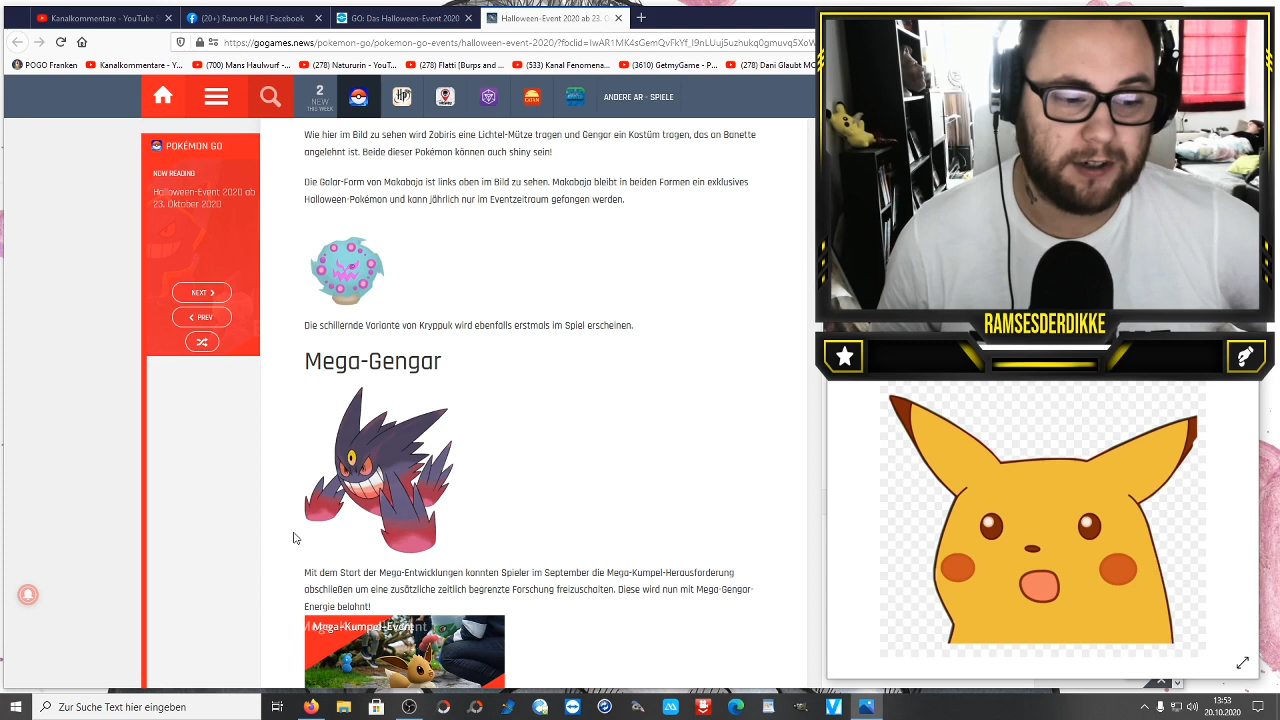 Kanalkommentare - YouTube S
(20+) Ramon Heß | Facebook
GO: Das Halloween-Event 2020
Halloween-Event 2020 ab 23. O
https://gogames.news/pokemon-go/pokemon-go-events/halloween-event-2020/?fbclid=IwAR1MK4sGemQvFkYf_I9nLUuj5uzhukq0gmuvq5XoW
POGO Franken
Kanalkommentare - Y...
(700) Mans Haulwurf -...
(278) Natururin - YouT...
(278) Flatti [Burps and...
(533) Kanal Fenomena...
(3610) GetmyGame - P...
(278) Dani Glaubt MG
2
NEW
THIS WEEK
CATAN
ANDERE AR - SPIELE
POKÉMON GO
NOW READING
Halloween-Event 2020 ab
23. Oktober 2020
NEXT
PREV
Wie hier im Bild zu sehen wird Zobiris eine Lichtel-Mütze tragen und Gengar ein Kostüm tragen, das an Banette
angelehnt ist. Beide dieser Pokémon können auch shiny sein!
Die Galar-Form von Makabaja ist links oben im Bild zu sehen. Makabaja bleibt in beiden Formen ein exklusives
Halloween-Pokémon und kann jährlich nur im Eventzeitraum gefangen werden.
Die schillernde Variante von Kryppuk wird ebenfalls erstmals im Spiel erscheinen.
Mega-Gengar
Mit dem Start der Mega-Entwicklungen konnten Spieler im September die Mega-Kumpel-Herausforderung
abschließen um eine zusätzliche zeitlich begrenzte Forschung freizuschalten. Diese wird nun mit Mega-Gengar-
Energie belohnt!
Mega-Kumpel-Event
RAMSESDERDIKKE
Zur Suche Text hier eingeben
13:53
20.10.2020